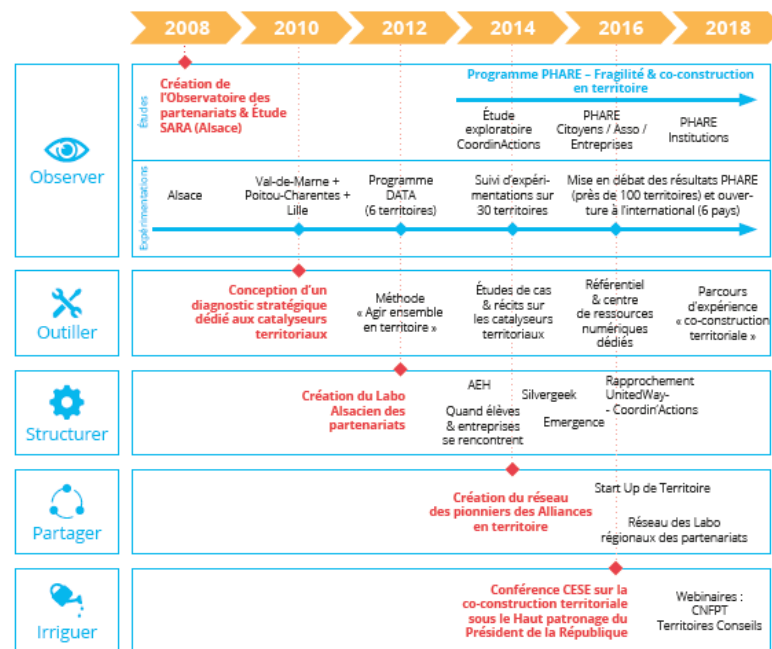 2008 2010 2012 2014 2016 2018
Observer
Études
Création de
l'Observatoire des
partenariats & Étude
SARA (Alsace)
Programme PHARE – Fragilité & co-construction
en territoire
Étude
exploratoire
CoordinActions
PHARE
Citoyens / Asso /
Entreprises
PHARE
Institutions
Expérimentations
Alsace
Val-de-Marne +
Poitou-Charentes +
Lille
Programme
DATA
(6 territoires)
Suivi d'expéri-
mentations sur
30 territoires
Mise en débat des résultats PHARE
(près de 100 territoires) et ouver-
ture à l'international (6 pays)
Outiller
Conception d'un
diagnostic stratégique
dédié aux catalyseurs
territoriaux
Méthode
« Agir ensemble
en territoire »
Études de cas
& récits sur
les catalyseurs
territoriaux
Référentiel
& centre
de ressources
numériques
dédiés
Parcours
d'expérience
« co-construction
territoriale »
Structurer
Création du Labo
Alsacien des
partenariats
AEH
Quand élèves
& entreprises
se rencontrent
Silvergeek
Emergence
Rapprochement
UnitedWay-
- Coordin'Actions
Partager
Création du réseau
des pionniers des Alliances
en territoire
Start Up de Territoire
Réseau des Labo
régionaux des partenariats
Irriguer
Conférence CESE sur la
co-construction territoriale
sous le Haut patronage du
Président de la République
Webinaires :
CNFPT
Territoires Conseils